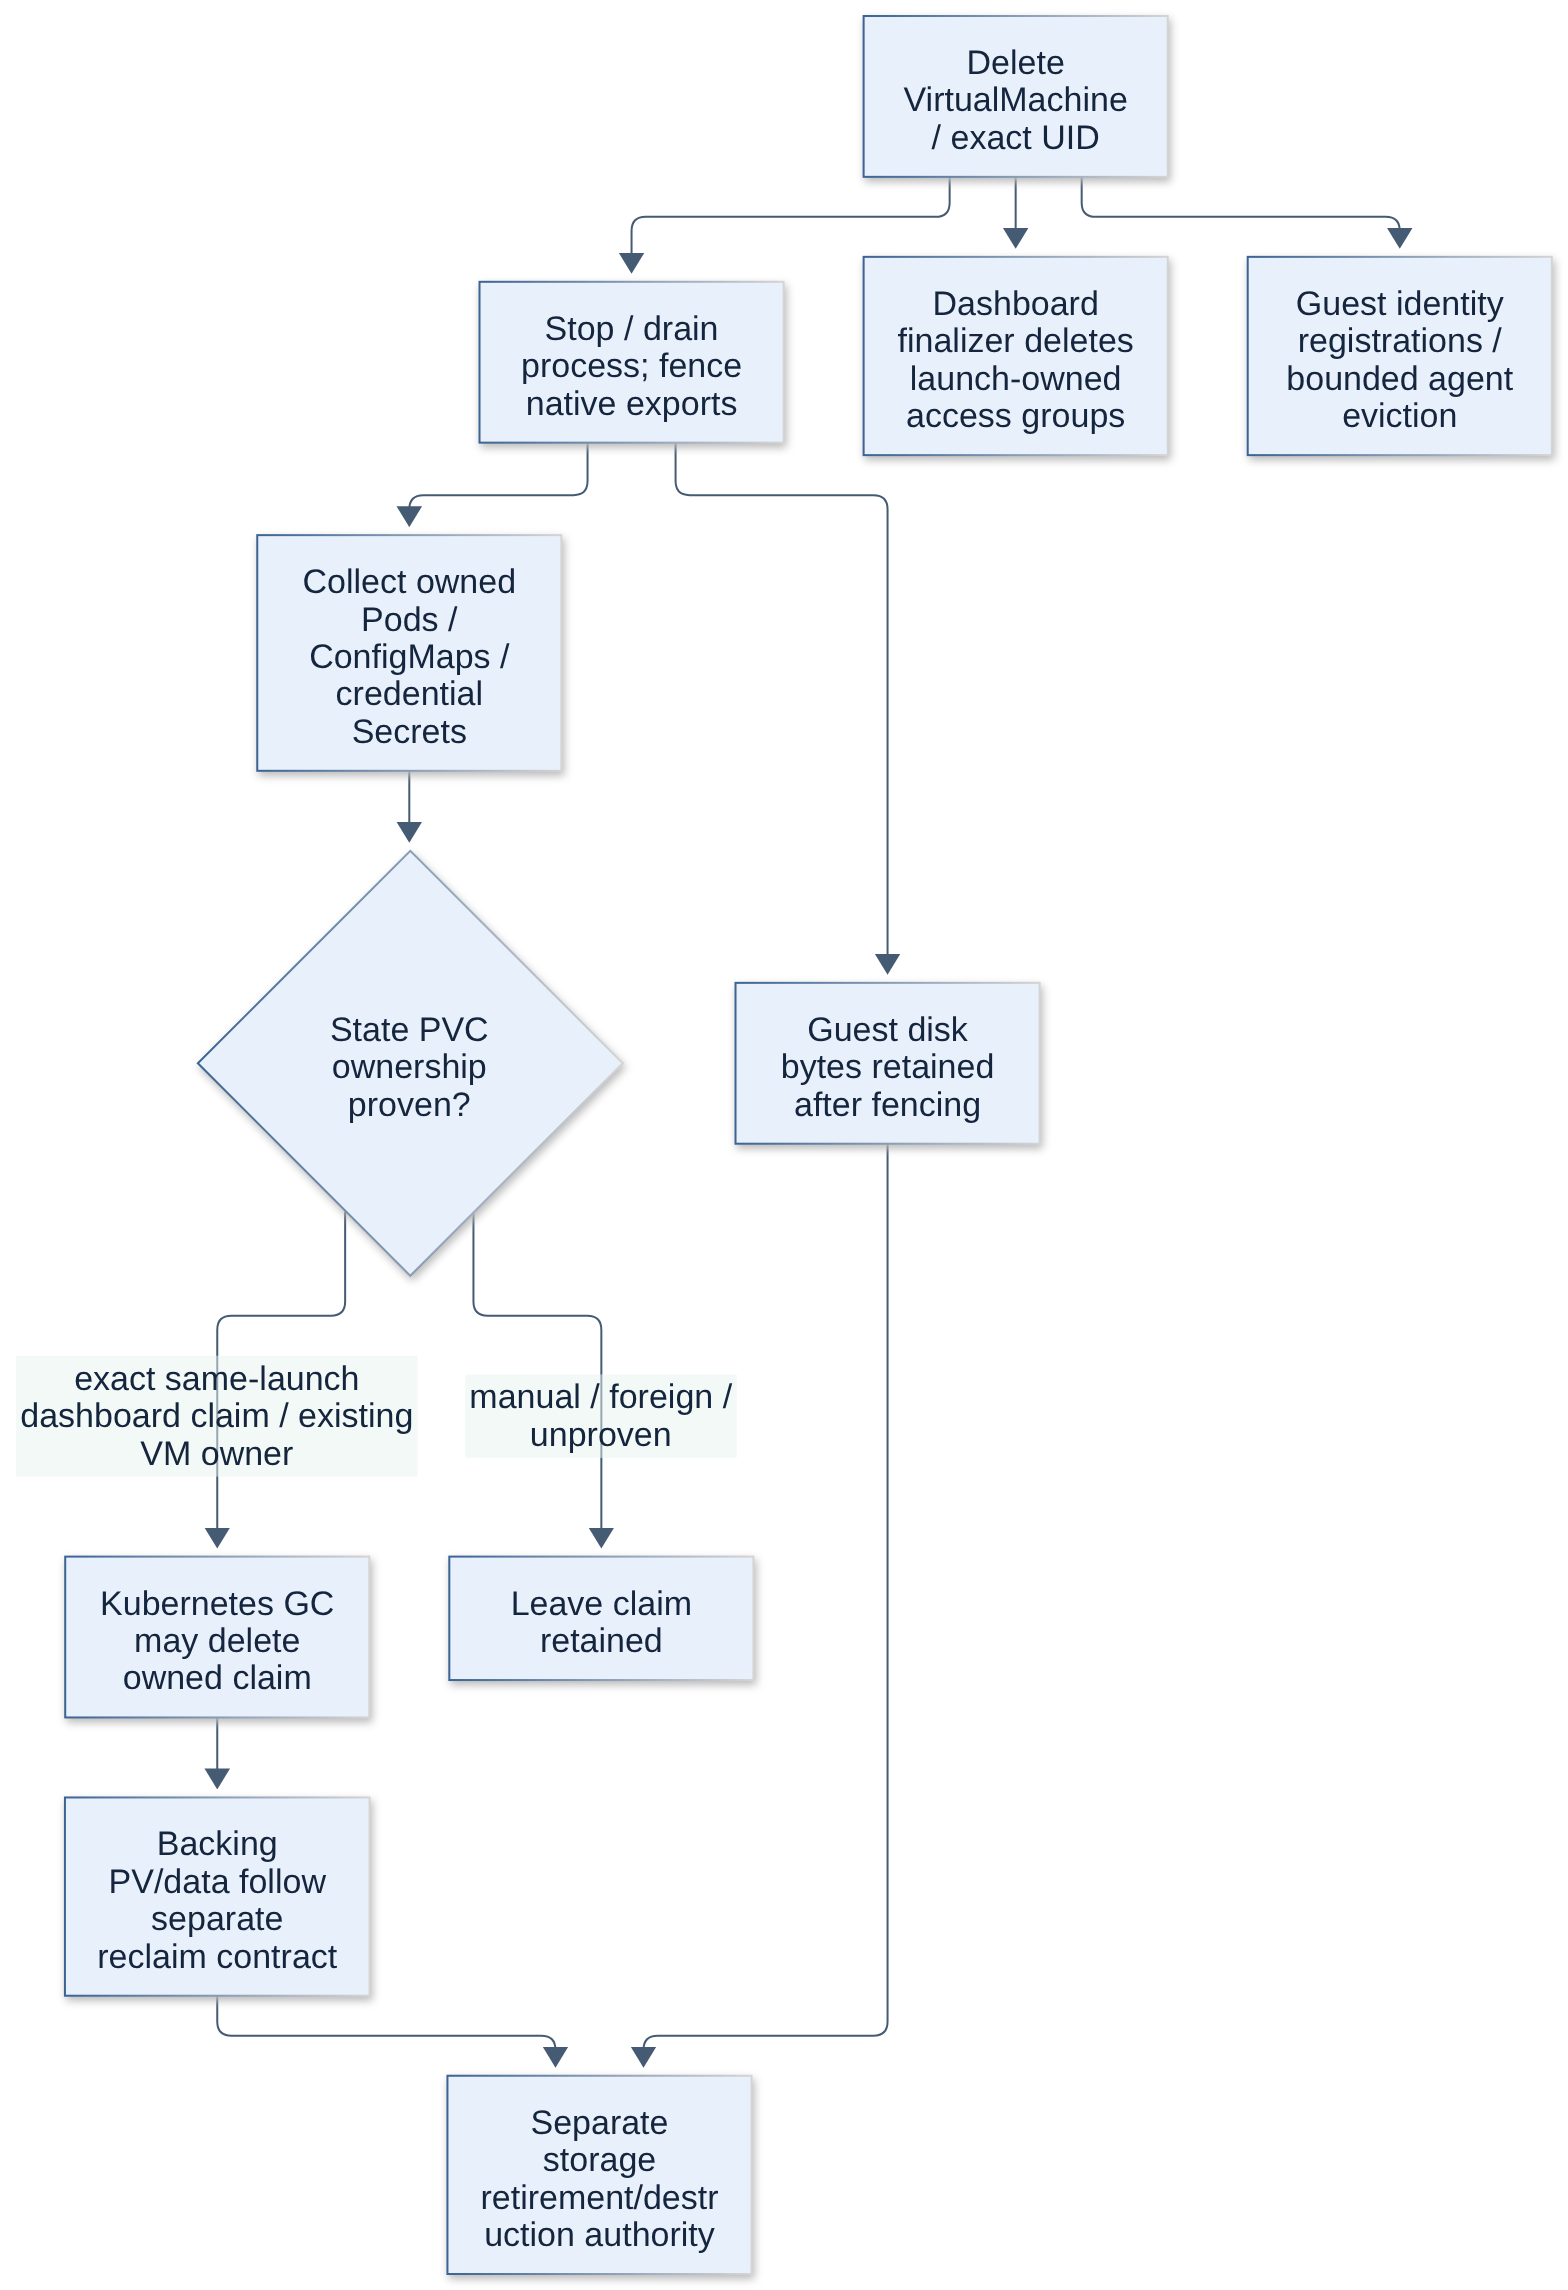 Delete
VirtualMachine
/ exact UID
Stop / drain
process; fence
native exports
Dashboard
finalizer deletes
launch-owned
access groups
Guest identity
registrations /
bounded agent
eviction
Collect owned
Pods /
ConfigMaps /
credential
Secrets
State PVC
ownership
proven?
Guest disk
bytes retained
after fencing
exact same-launch
dashboard claim / existing
VM owner
manual / foreign /
unproven
Kubernetes GC
may delete
owned claim
Leave claim
retained
Backing
PV/data follow
separate
reclaim contract
Separate
storage
retirement/destr
uction authority